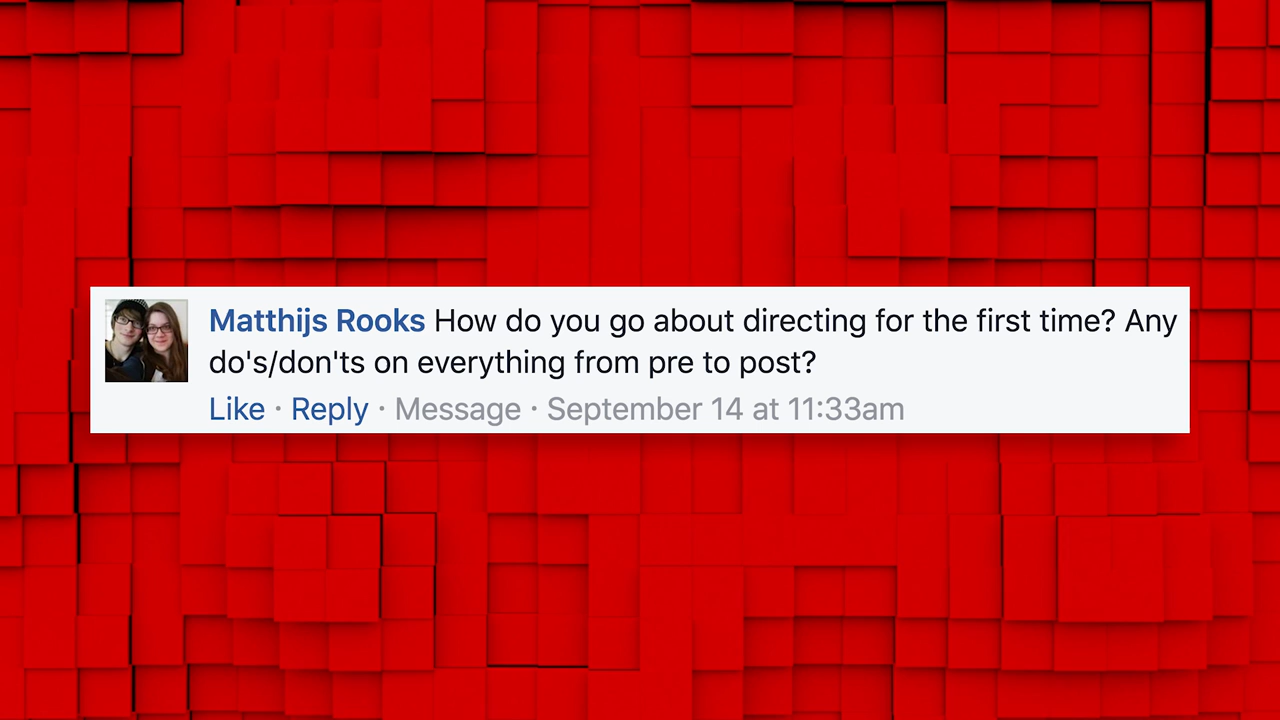 Matthijs Rooks How do you go about directing for the first time? Any
do's/don'ts on everything from pre to post?
Like · Reply · Message · September 14 at 11:33am